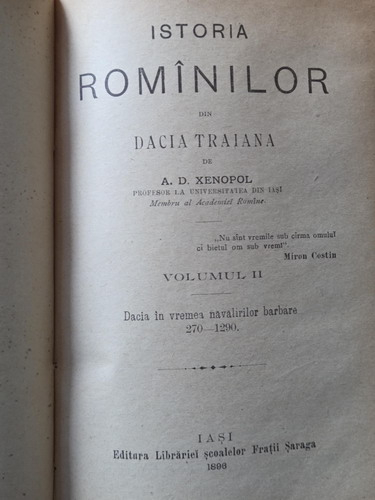 ISTORIA
ROMÎNILOR
DIN
DACIA TRAIANA
DE
A. D. XENOPOL
PROFESOR LA UNIVERSITATEA DIN IAȘI
Membru al Academiei Romîne.
„Nu sînt vremile sub cîrma omului
ci bietul om sub vremi“
Miron Costin
VOLUMUL II
Dacia în vremea năvălirilor barbare
270—1290.
IAȘI
Editura Librăriei școalelor Frații Șaraga
1896